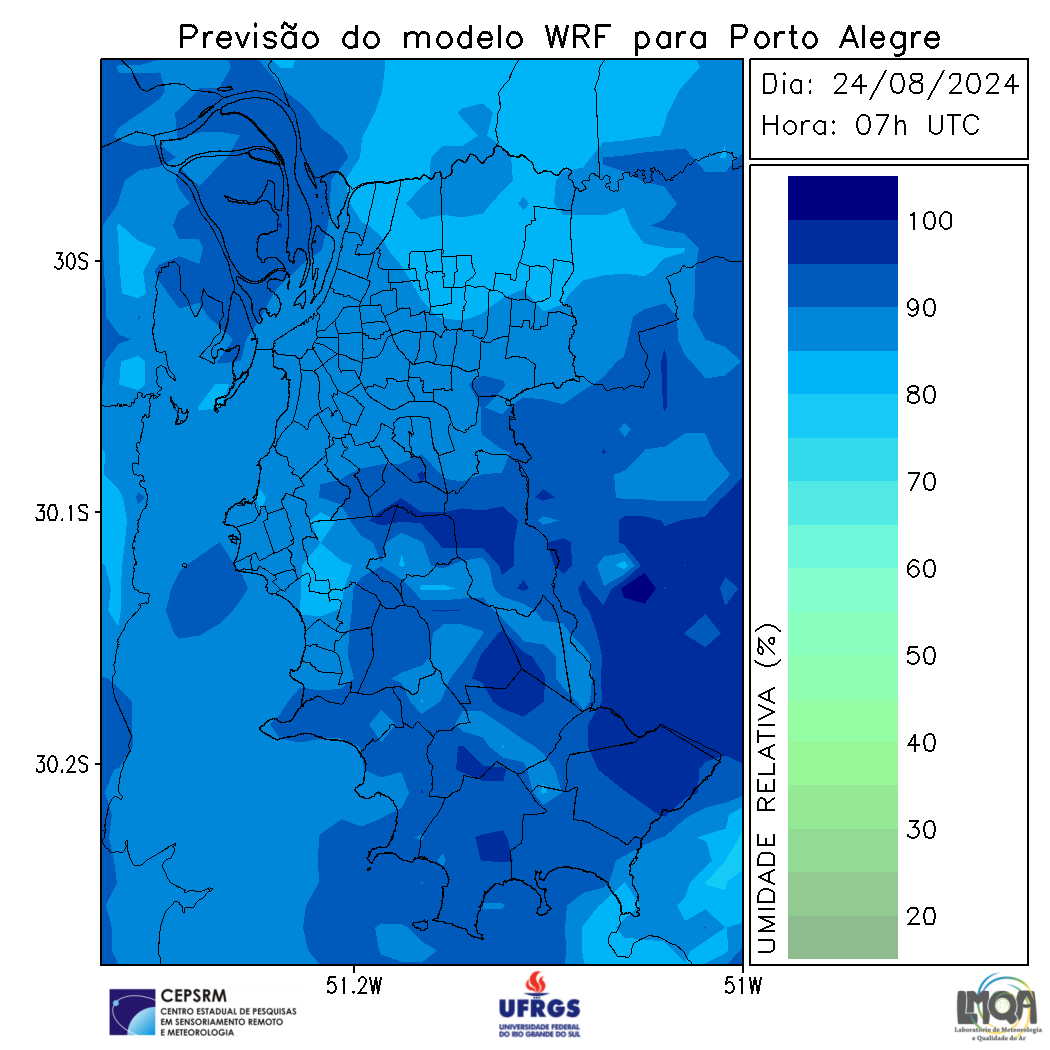 Previsão do modelo WRF para Porto Alegre
Dia: 24/08/2024
Hora: 07h UTC
30S
30.1S
30.2S
51.2W
51W
100
90
80
70
60
50
40
30
20
UMIDADE RELATIVA (%)
CEPSRM
CENTRO ESTADUAL DE PESQUISAS
EM SENSORIAMENTO REMOTO
E METEOROLOGIA
UFRGS
UNIVERSIDADE FEDERAL
DO RIO GRANDE DO SUL
LMQA
Laboratório de Meteorologia
e Qualidade do Ar